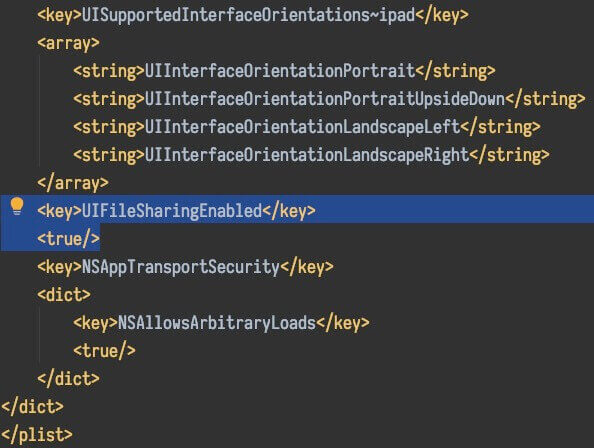 <key>UISupportedInterfaceOrientations~ipad</key>
<array>
<string>UIInterfaceOrientationPortrait</string>
<string>UIInterfaceOrientationPortraitUpsideDown</string>
<string>UIInterfaceOrientationLandscapeLeft</string>
<string>UIInterfaceOrientationLandscapeRight</string>
</array>
<key>UIFileSharingEnabled</key>
<true/>
<key>NSAppTransportSecurity</key>
<dict>
<key>NSAllowsArbitraryLoads</key>
<true/>
</dict>
</dict>
</plist>